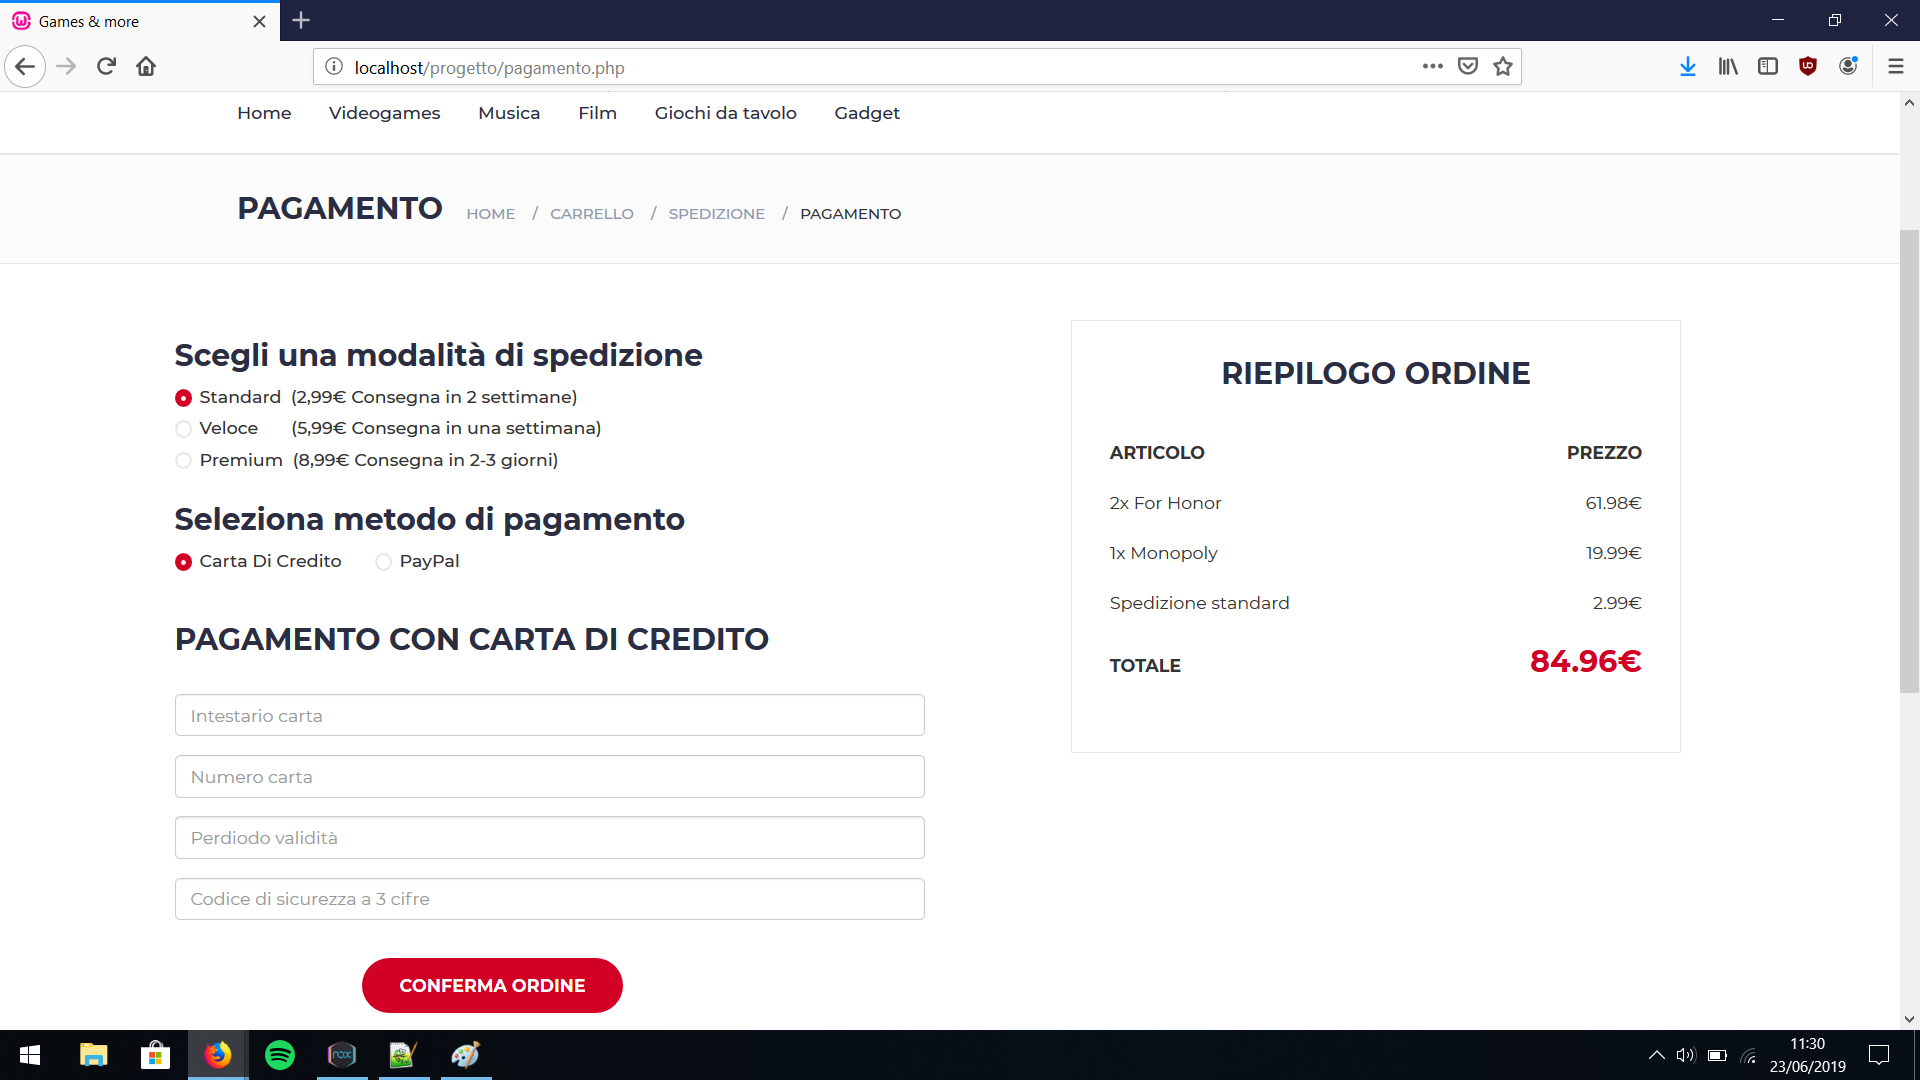 Games & more
localhost/progetto/pagamento.php
Home Videogames Musica Film Giochi da tavolo Gadget
PAGAMENTO HOME / CARRELLO / SPEDIZIONE / PAGAMENTO
Scegli una modalità di spedizione
Standard (2,99€ Consegna in 2 settimane)
Veloce (5,99€ Consegna in una settimana)
Premium (8,99€ Consegna in 2-3 giorni)
Seleziona metodo di pagamento
Carta Di Credito PayPal
PAGAMENTO CON CARTA DI CREDITO
Intestario carta
Numero carta
Perdiodo validità
Codice di sicurezza a 3 cifre
CONFERMA ORDINE
RIEPILOGO ORDINE
ARTICOLO PREZZO
2x For Honor 61.98€
1x Monopoly 19.99€
Spedizione standard 2.99€
TOTALE 84.96€
nox
11:30
23/06/2019